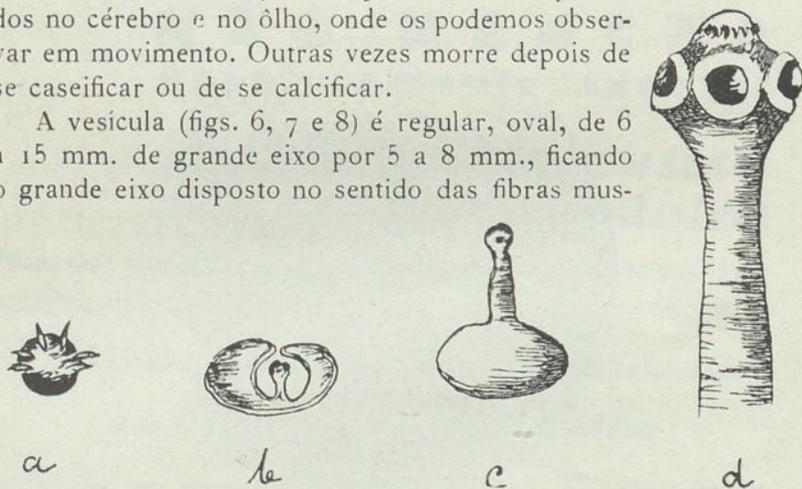 dos no cérebro e no ôlho, onde os podemos obser-
var em movimento. Outras vezes morre depois de
se caseificar ou de se calcificar.
A vesícula (figs. 6, 7 e 8) é regular, oval, de 6
a 15 mm. de grande eixo por 5 a 8 mm., ficando
o grande eixo disposto no sentido das fibras mus-
a b c d